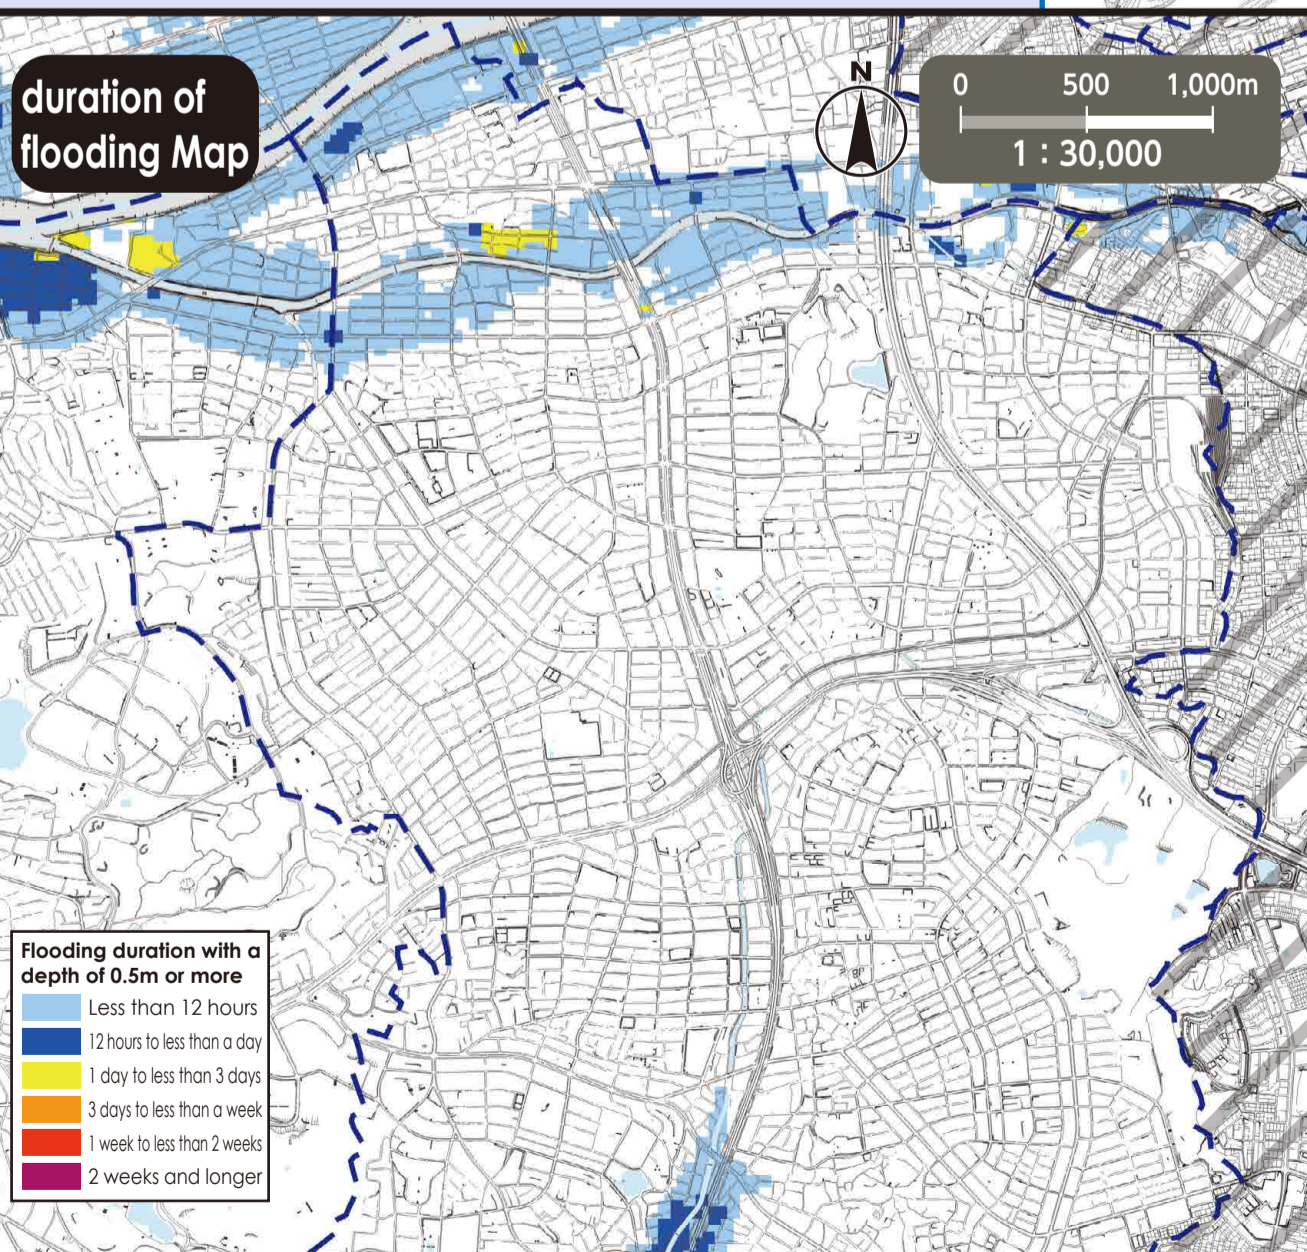 duration of
flooding Map
N
0 500 1,000m
1 : 30,000
Flooding duration with a
depth of 0.5m or more
Less than 12 hours
12 hours to less than a day
1 day to less than 3 days
3 days to less than a week
1 week to less than 2 weeks
2 weeks and longer